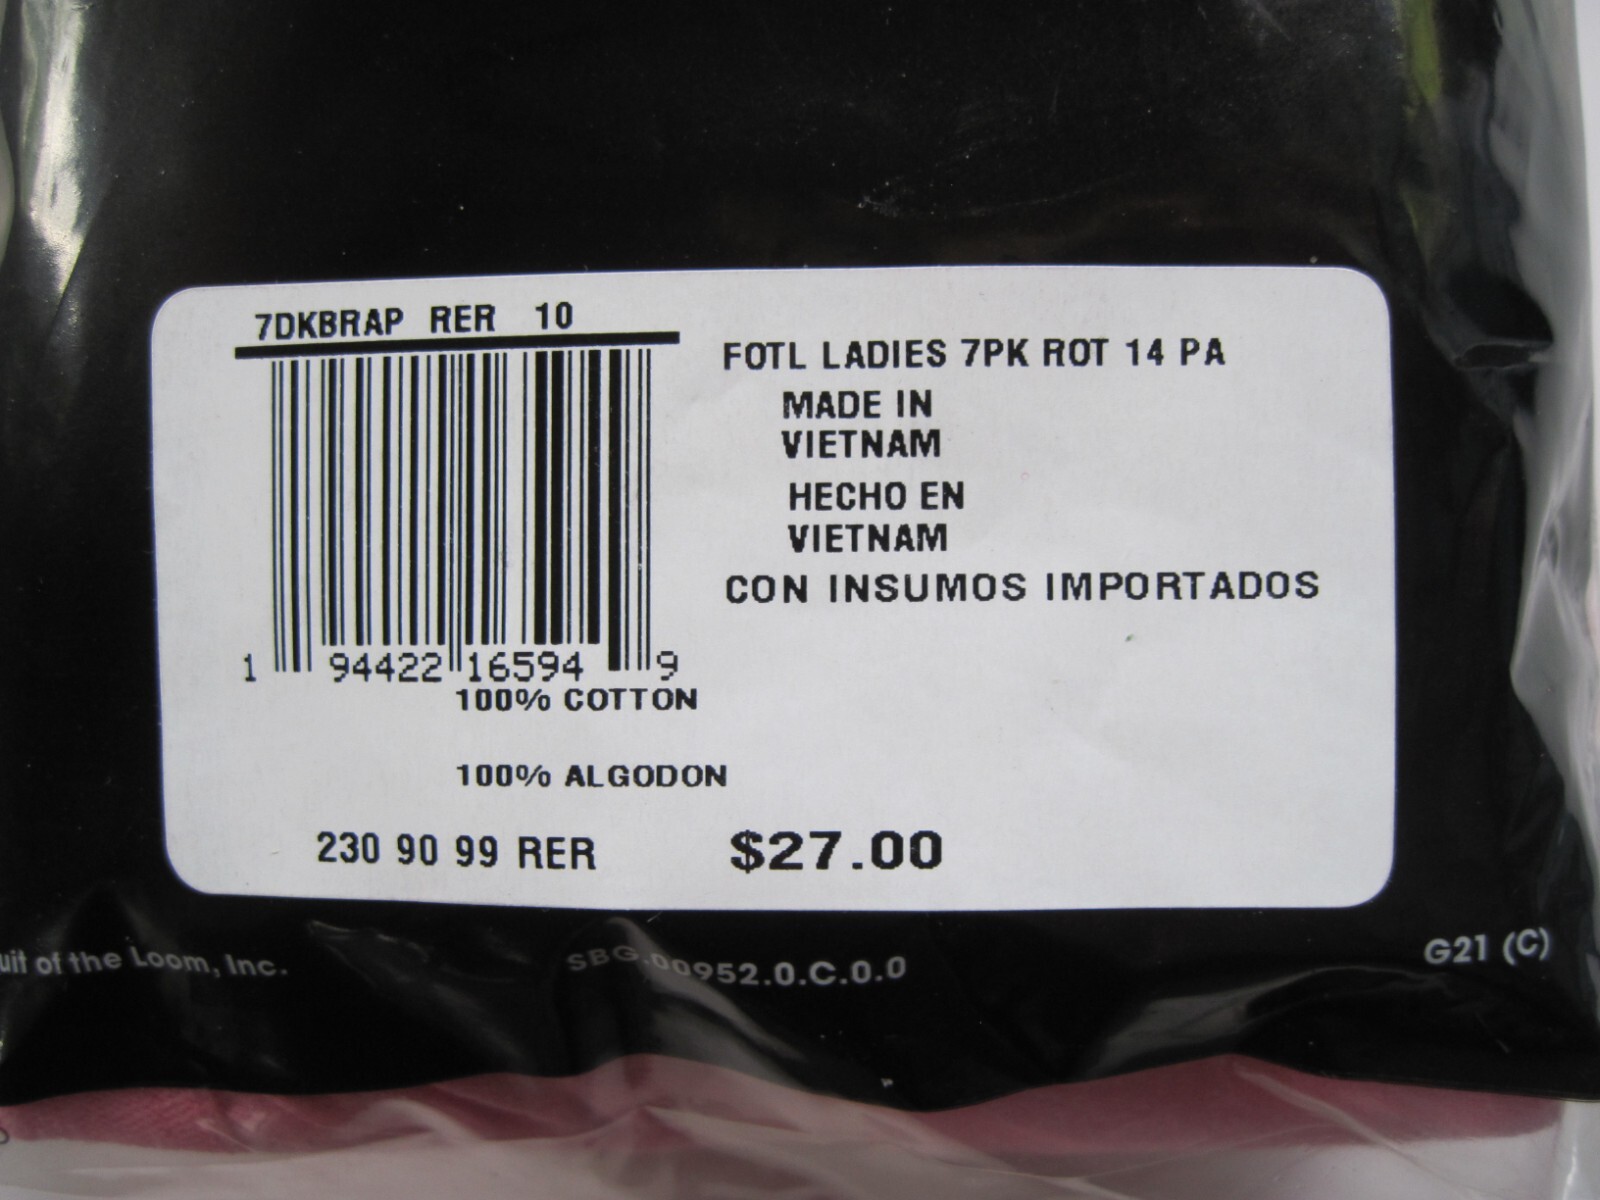 7DKBRAP RER 10
1 94422 16594 9
100% COTTON
100% ALGODON
230 90 99 RER
FOTL LADIES 7PK ROT 14 PA
MADE IN
VIETNAM
HECHO EN
VIETNAM
CON INSUMOS IMPORTADOS
$27.00
uit of the Loom, Inc.
SBG.00952.0.C.0.0
G21 (C)